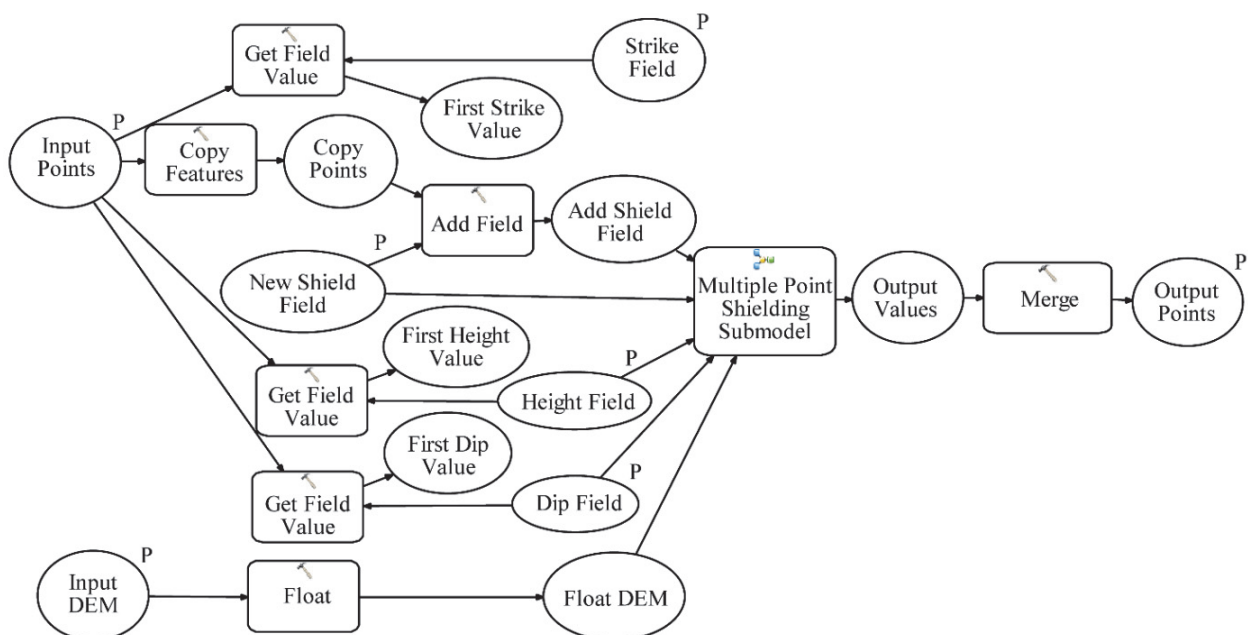 P
Strike
Field
Get Field
Value
First Strike
Value
P
Input
Points
Copy
Features
Copy
Points
Add Field
Add Shield
Field
P
New Shield
Field
Multiple Point
Shielding
Submodel
Output
Values
Merge
P
Output
Points
First Height
Value
P
Get Field
Value
Height Field
First Dip
Value
P
Get Field
Value
Dip Field
P
Input
DEM
Float
Float DEM